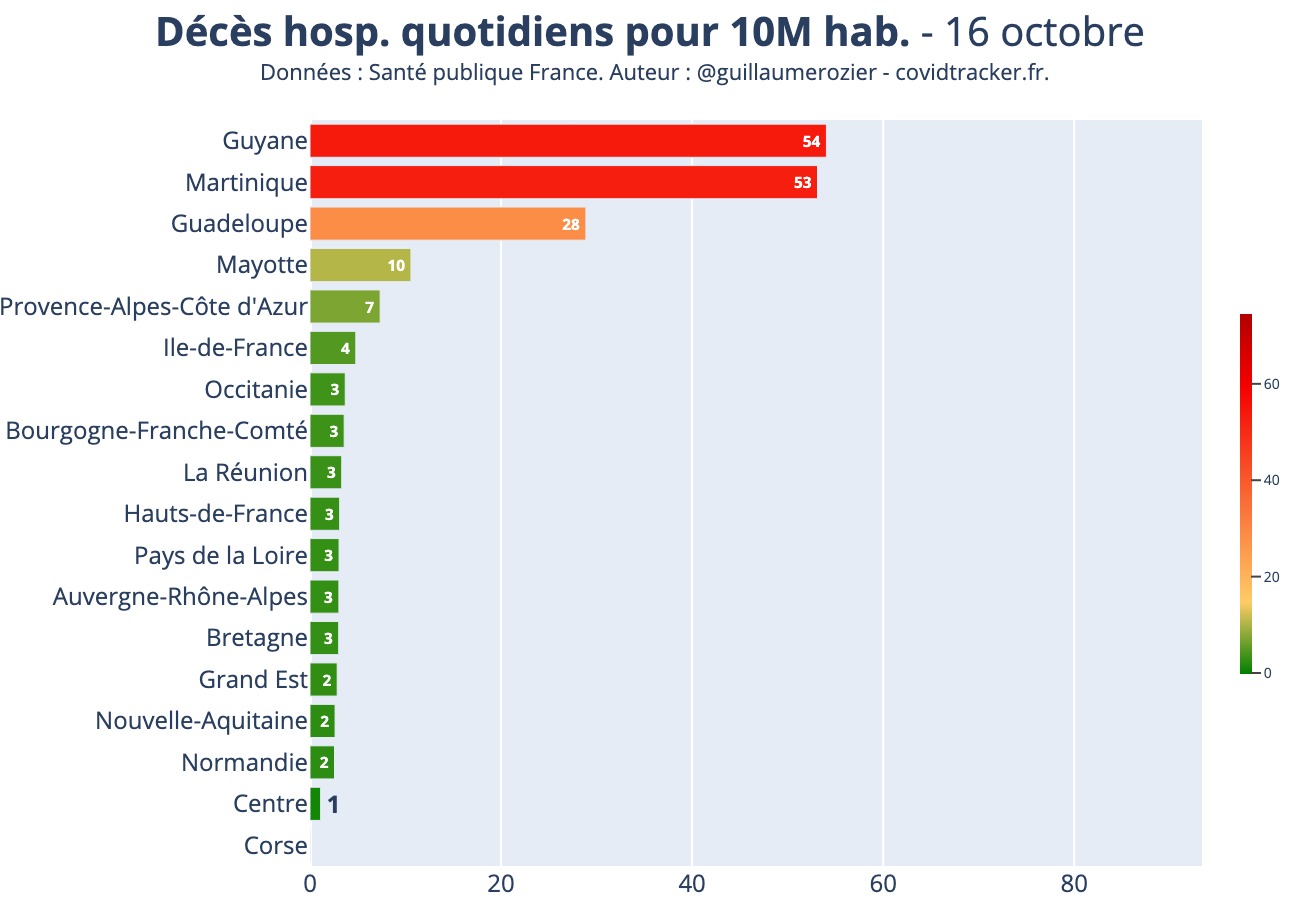 Décès hosp. quotidiens pour 10M hab. - 16 octobre
Données : Santé publique France. Auteur : @guillaumerozier - covidtracker.fr.
Guyane 54
Martinique 53
Guadeloupe 28
Mayotte 10
Provence-Alpes-Côte d'Azur 7
Ile-de-France 4
Occitanie 3
Bourgogne-Franche-Comté 3
La Réunion 3
Hauts-de-France 3
Pays de la Loire 3
Auvergne-Rhône-Alpes 3
Bretagne 3
Grand Est 2
Nouvelle-Aquitaine 2
Normandie 2
Centre 1
Corse
0 20 40 60 80
60
40
20
0